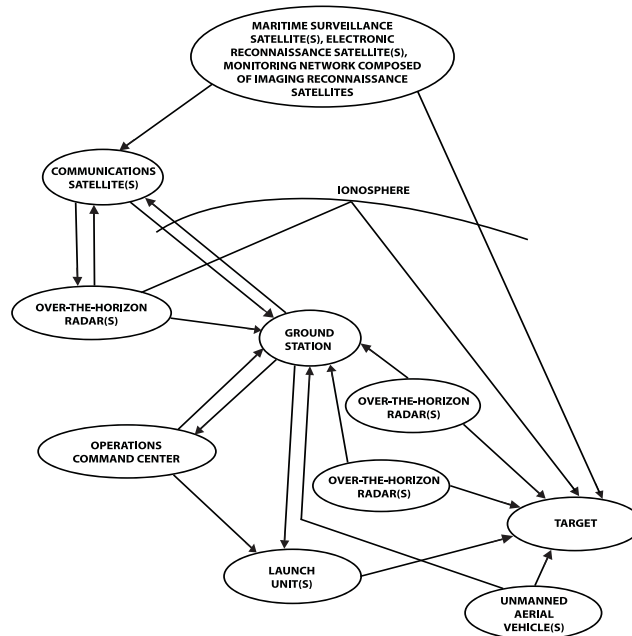 MARITIME SURVEILLANCE
SATELLITE(S), ELECTRONIC
RECONNAISSANCE SATELLITE(S),
MONITORING NETWORK COMPOSED
OF IMAGING RECONNAISSANCE
SATELLITES
COMMUNICATIONS
SATELLITE(S)
IONOSPHERE
OVER-THE-HORIZON
RADAR(S)
GROUND
STATION
OVER-THE-HORIZON
RADAR(S)
OPERATIONS
COMMAND CENTER
OVER-THE-HORIZON
RADAR(S)
TARGET
LAUNCH
UNIT(S)
UNMANNED
AERIAL
VEHICLE(S)